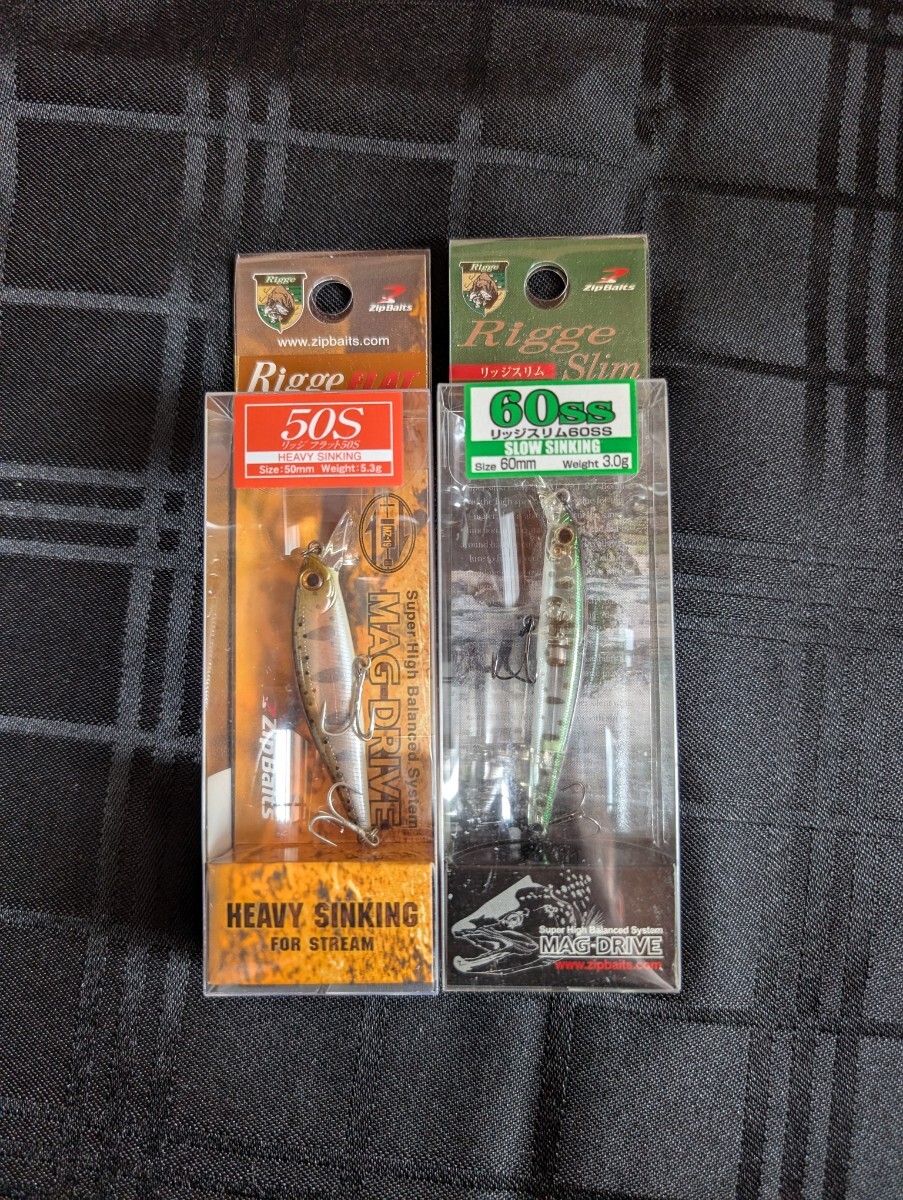 Rigge
ZipBaits
www.zipbaits.com
Rigge FLAT
50S
リッジ フラット50S
HEAVY SINKING
Size:50mm Weight:5.3g
MAG-DRIVE
Super High Balanced System
ZipBaits
HEAVY SINKING
FOR STREAM
Rigge
ZipBaits
Rigge
リッジスリム
Slim
60SS
リッジスリム60SS
SLOW SINKING
Size 60mm Weight 3.0g
Super High Balanced System
MAG-DRIVE
www.zipbaits.com